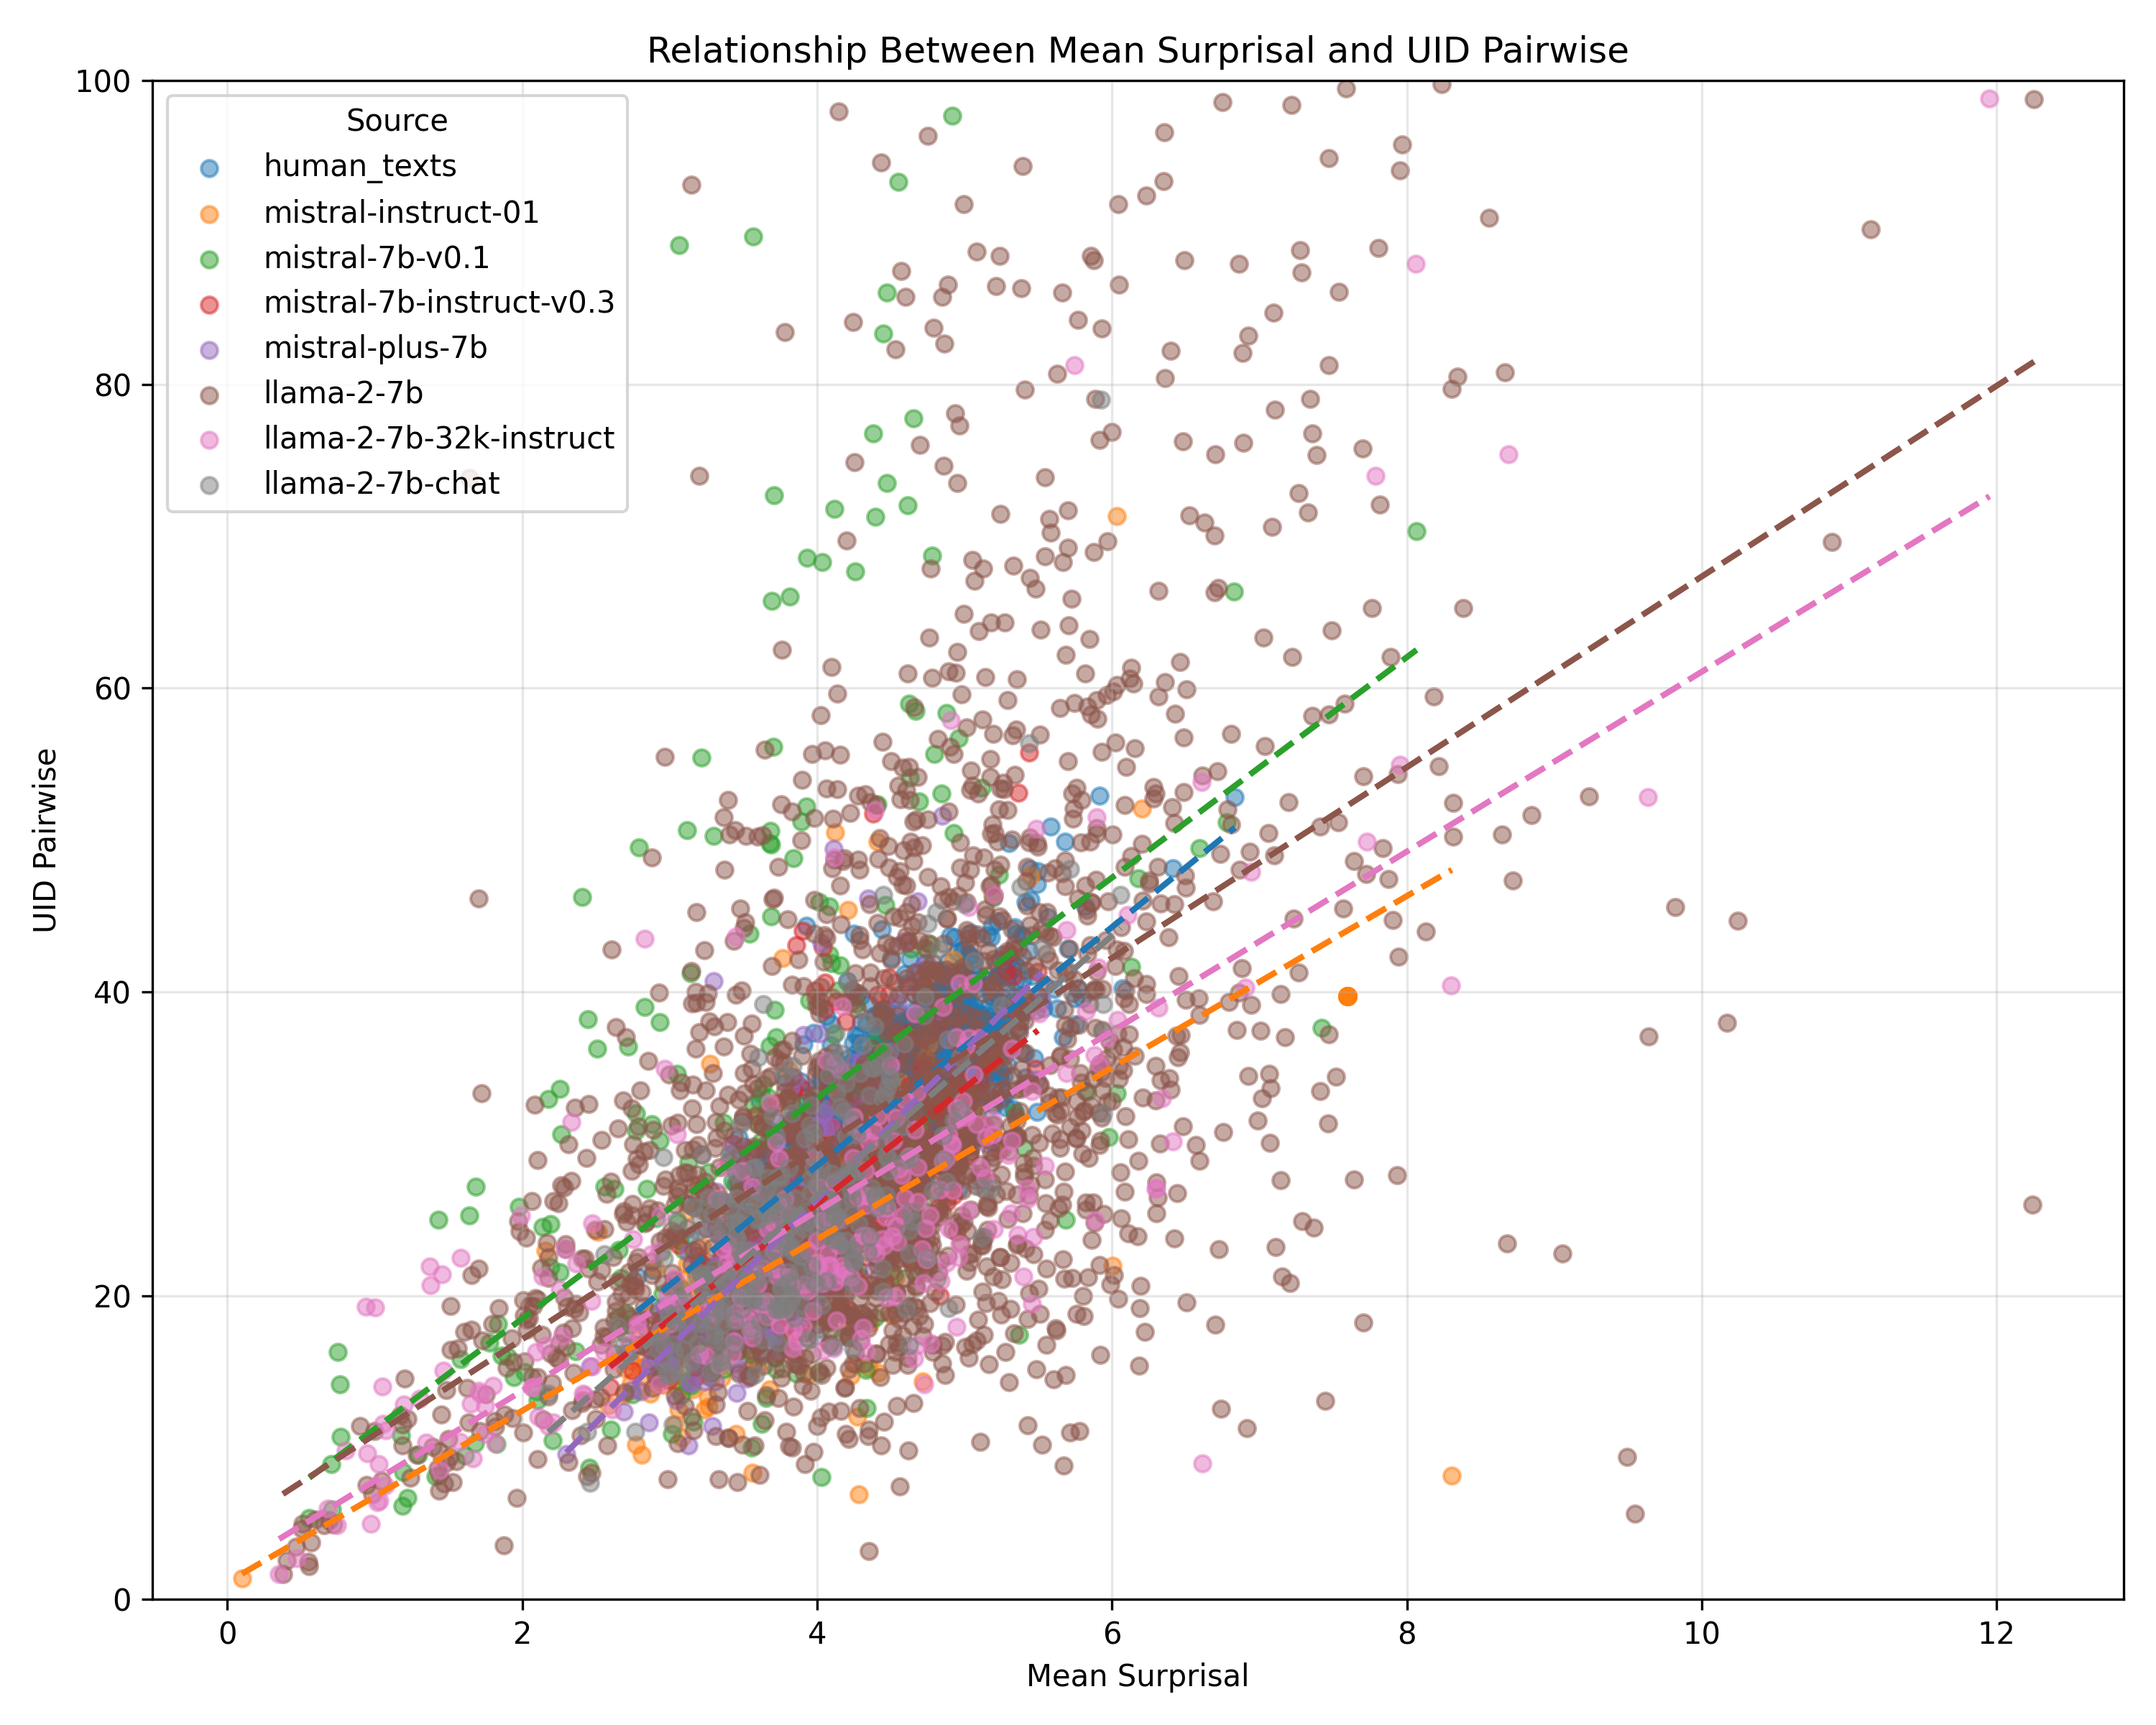 Relationship Between Mean Surprisal and UID Pairwise
100
80
60
40
20
0
UID Pairwise
Source
human_texts
mistral-instruct-01
mistral-7b-v0.1
mistral-7b-instruct-v0.3
mistral-plus-7b
llama-2-7b
llama-2-7b-32k-instruct
llama-2-7b-chat
0 2 4 6 8 10 12
Mean Surprisal